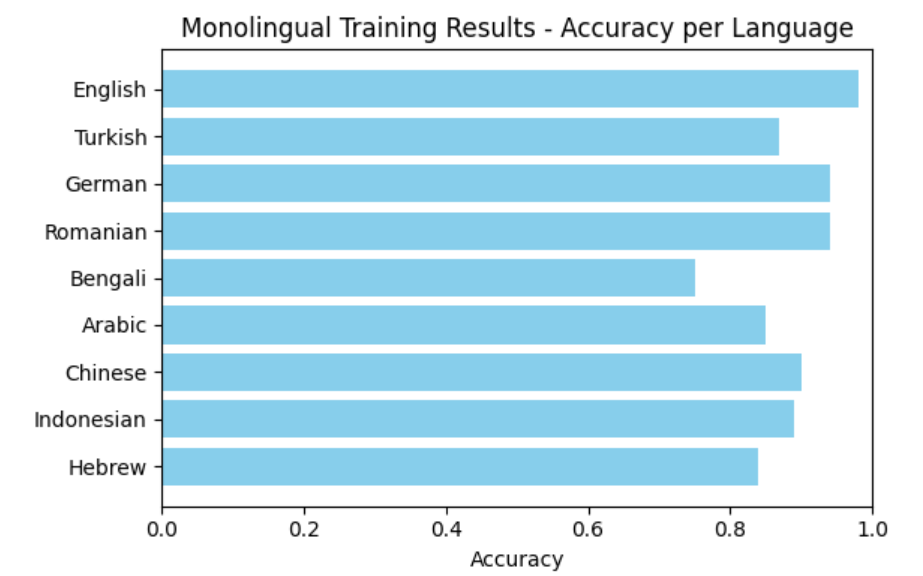 Monolingual Training Results - Accuracy per Language
English
Turkish
German
Romanian
Bengali
Arabic
Chinese
Indonesian
Hebrew
0.0 0.2 0.4 0.6 0.8 1.0
Accuracy